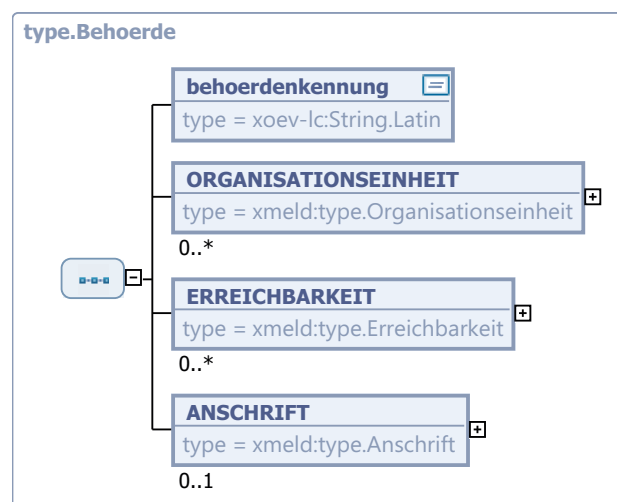 type.Behoerde
behoerdenkennung
type = xoev-lc:String.Latin
ORGANISATIONSEINHEIT
type = xmeld:type.Organisationseinheit
0..*
ERREICHBARKEIT
type = xmeld:type.Erreichbarkeit
0..*
ANSCHRIFT
type = xmeld:type.Anschrift
0..1